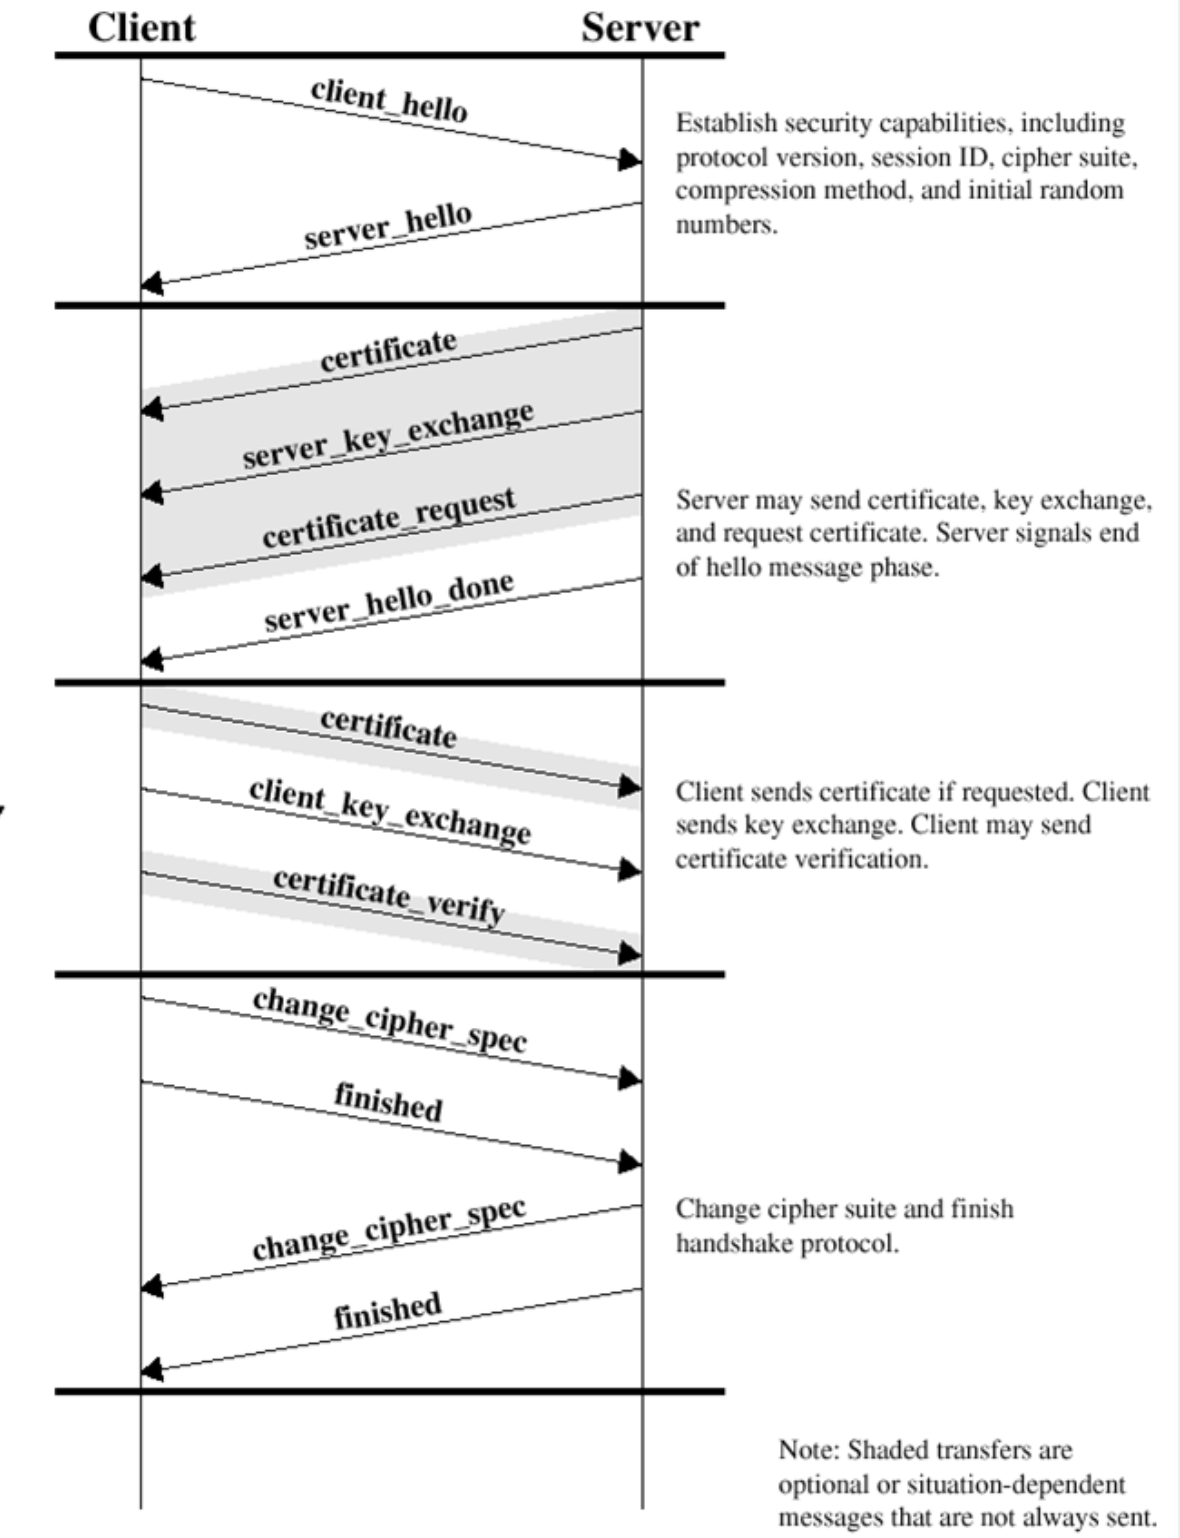 Client
Server
client_hello
Establish security capabilities, including
protocol version, session ID, cipher suite,
compression method, and initial random
numbers.
server_hello
certificate
server_key_exchange
certificate_request
Server may send certificate, key exchange,
and request certificate. Server signals end
of hello message phase.
server_hello_done
certificate
client_key_exchange
Client sends certificate if requested. Client
sends key exchange. Client may send
certificate verification.
certificate_verify
change_cipher_spec
finished
change_cipher_spec
Change cipher suite and finish
handshake protocol.
finished
Note: Shaded transfers are
optional or situation-dependent
messages that are not always sent.